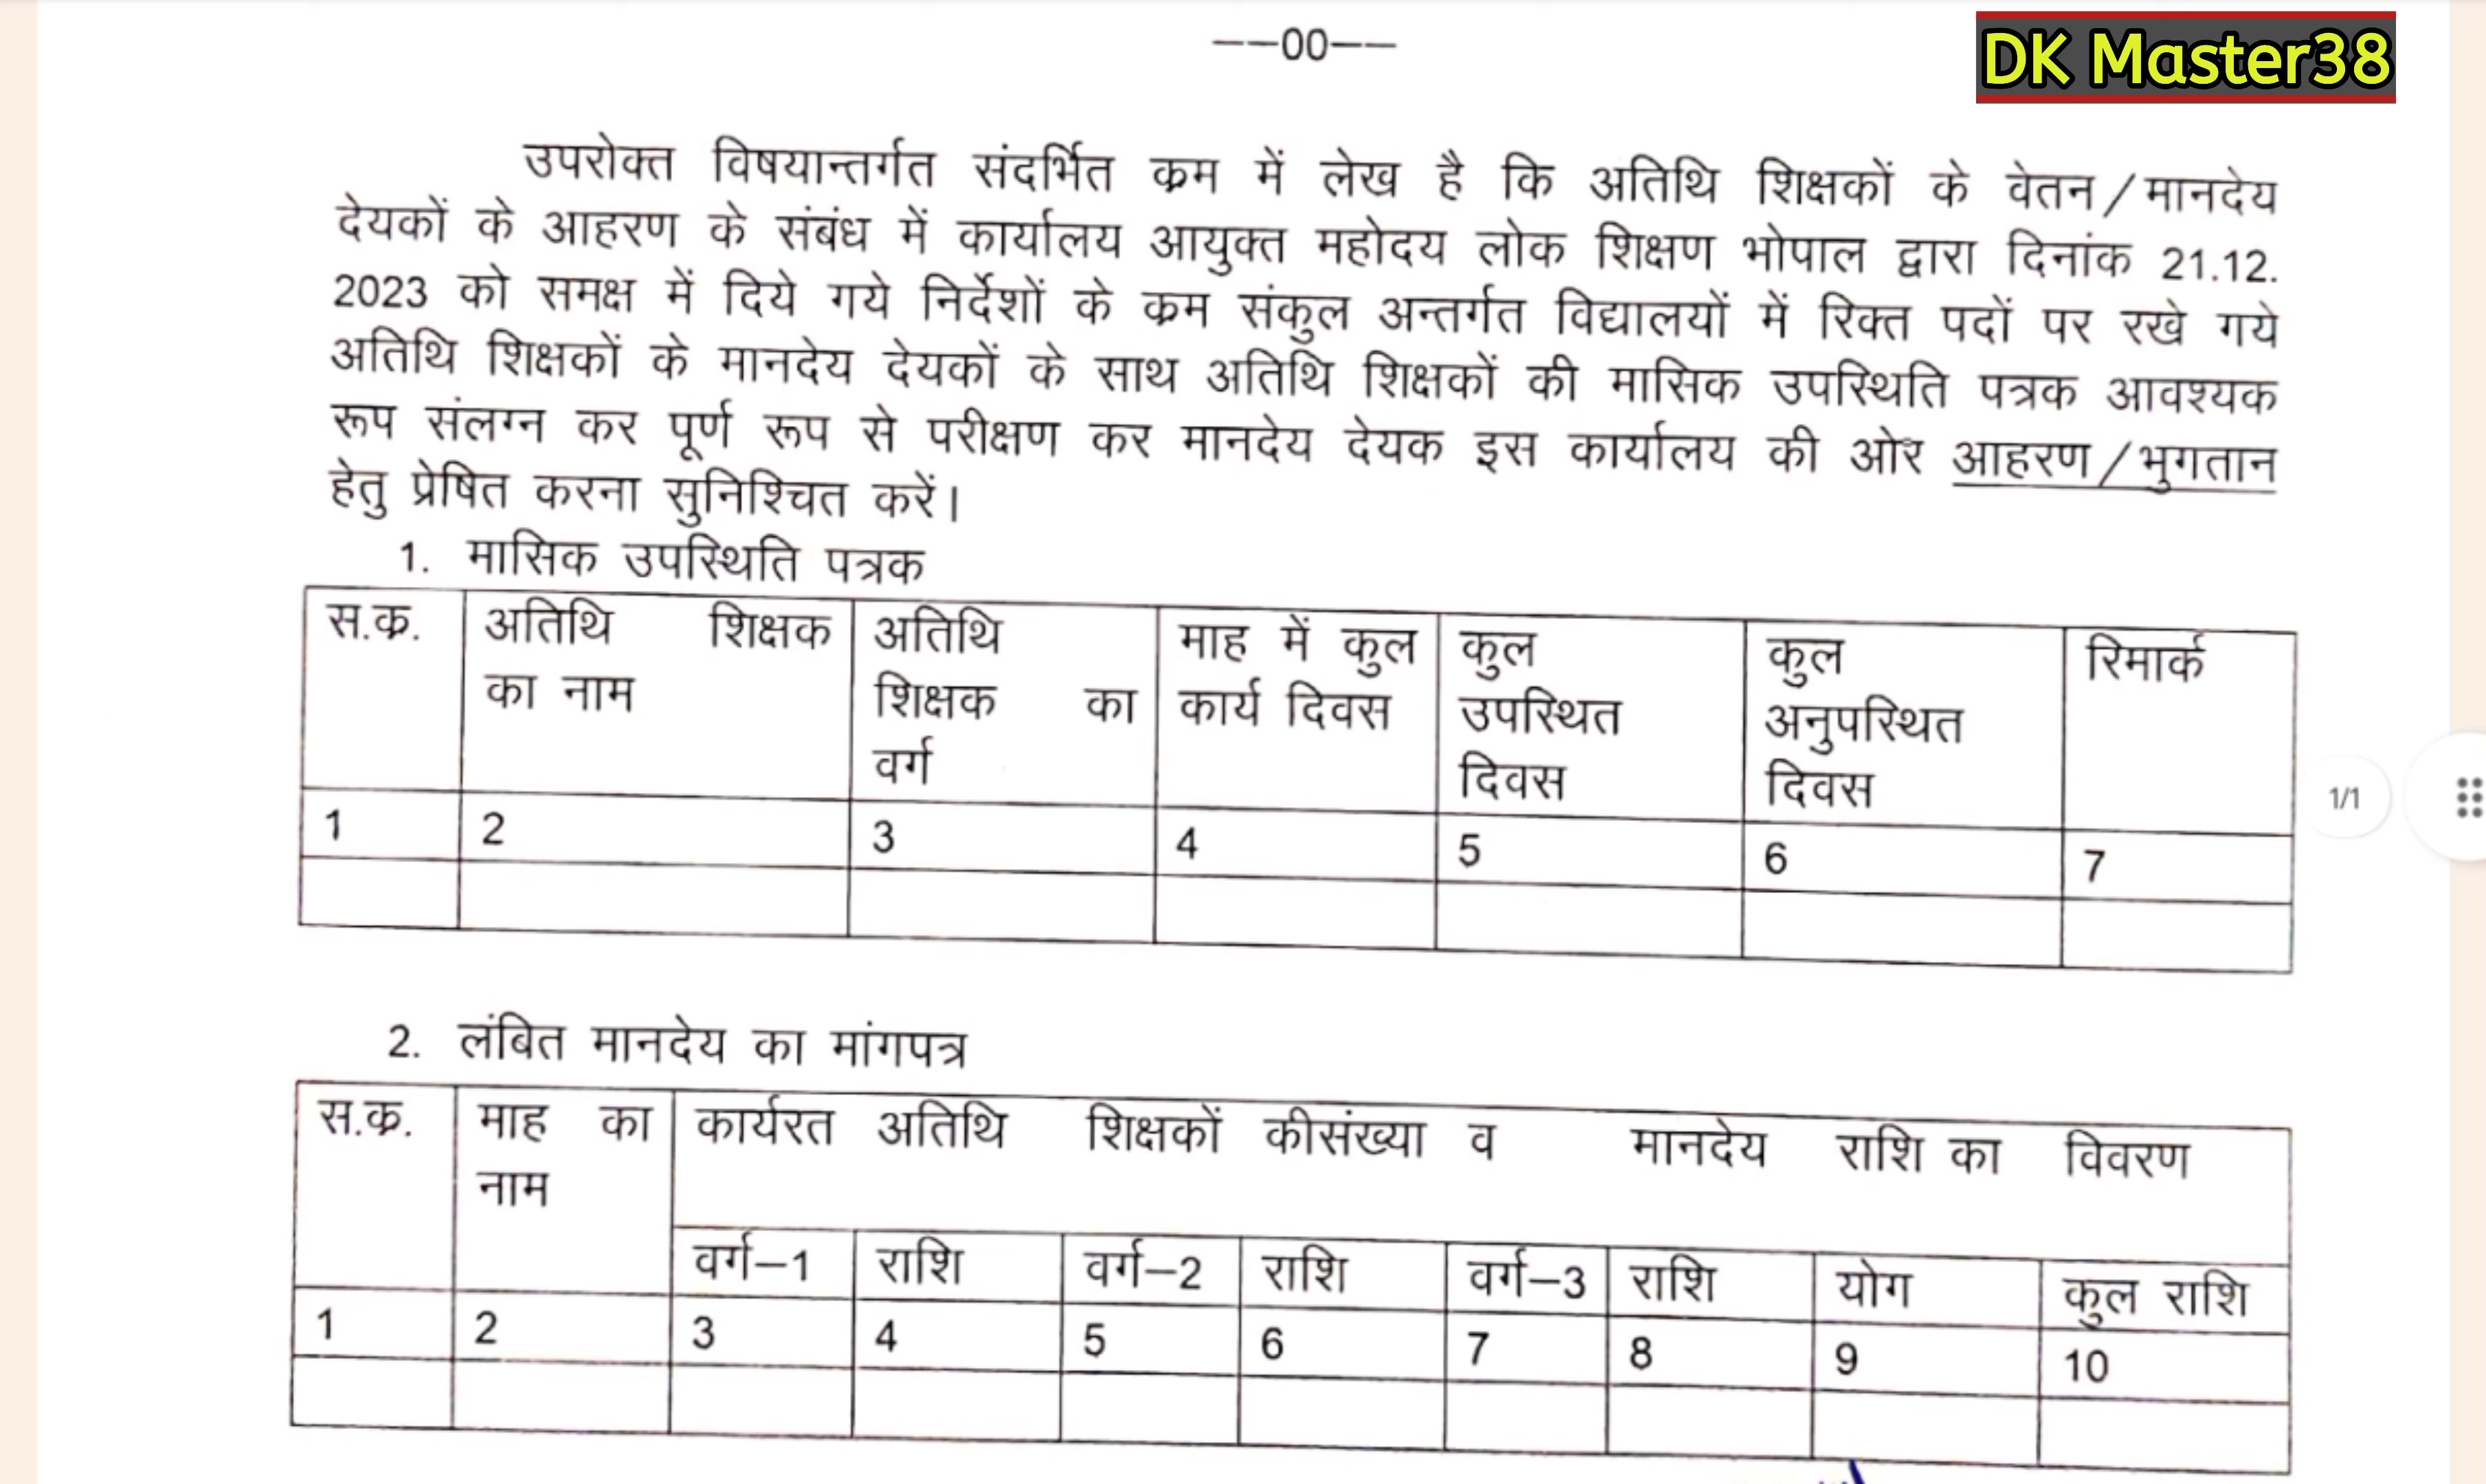 ——00——
DK Master38
उपरोक्त विषयान्तर्गत संदर्भित क्रम में लेख है कि अतिथि शिक्षकों के वेतन/मानदेय
देयकों के आहरण के संबंध में कार्यालय आयुक्त महोदय लोक शिक्षण भोपाल द्वारा दिनांक 21.12.
2023 को समक्ष में दिये गये निर्देशों के क्रम संकुल अन्तर्गत विद्यालयों में रिक्त पदों पर रखे गये
अतिथि शिक्षकों के मानदेय देयकों के साथ अतिथि शिक्षकों की मासिक उपस्थिति पत्रक आवश्यक
रूप संलग्न कर पूर्ण रूप से परीक्षण कर मानदेय देयक इस कार्यालय की ओर आहरण/भुगतान
हेतु प्रेषित करना सुनिश्चित करें।
1. मासिक उपस्थिति पत्रक
स.क्र. अतिथि शिक्षक अतिथि माह में कुल कुल कुल रिमार्क
का नाम शिक्षक का कार्य दिवस उपस्थित अनुपस्थित
वर्ग दिवस दिवस
1 2 3 4 5 6 7
2. लंबित मानदेय का मांगपत्र
स.क्र. माह का कार्यरत अतिथि शिक्षकों कीसंख्या व मानदेय राशि का विवरण
नाम
वर्ग—1 राशि वर्ग—2 राशि वर्ग—3 राशि योग कुल राशि
1 2 3 4 5 6 7 8 9 10
1/1